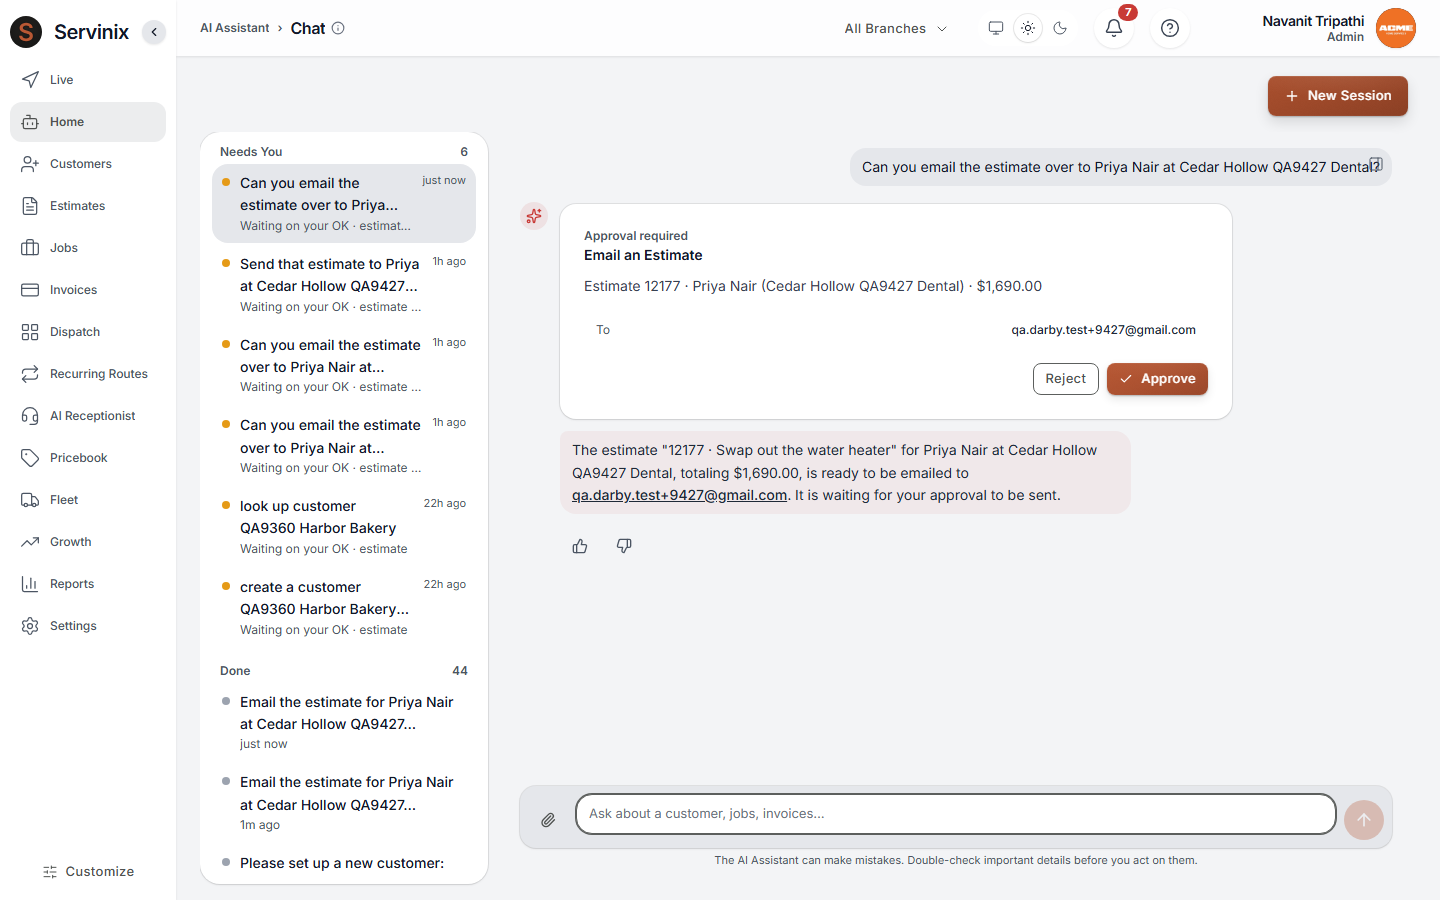 Servinix
Live
Home
Customers
Estimates
Jobs
Invoices
Dispatch
Recurring Routes
AI Receptionist
Pricebook
Fleet
Growth
Reports
Settings
Customize
AI Assistant › Chat
All Branches
7
Navanit Tripathi
Admin
ACME
New Session
Needs You 6
Can you email the just now
estimate over to Priya...
Waiting on your OK · estimat...
Send that estimate to Priya 1h ago
at Cedar Hollow QA9427...
Waiting on your OK · estimate ...
Can you email the estimate 1h ago
over to Priya Nair at...
Waiting on your OK · estimate ...
Can you email the estimate 1h ago
over to Priya Nair at...
Waiting on your OK · estimate ...
look up customer 22h ago
QA9360 Harbor Bakery
Waiting on your OK · estimate
create a customer 22h ago
QA9360 Harbor Bakery...
Waiting on your OK · estimate
Done 44
Email the estimate for Priya Nair
at Cedar Hollow QA9427...
just now
Email the estimate for Priya Nair
at Cedar Hollow QA9427...
1m ago
Please set up a new customer:
Can you email the estimate over to Priya Nair at Cedar Hollow QA9427 Dental?
Approval required
Email an Estimate
Estimate 12177 · Priya Nair (Cedar Hollow QA9427 Dental) · $1,690.00
To qa.darby.test+9427@gmail.com
Reject Approve
The estimate "12177 · Swap out the water heater" for Priya Nair at Cedar Hollow
QA9427 Dental, totaling $1,690.00, is ready to be emailed to
qa.darby.test+9427@gmail.com. It is waiting for your approval to be sent.
Ask about a customer, jobs, invoices...
The AI Assistant can make mistakes. Double-check important details before you act on them.